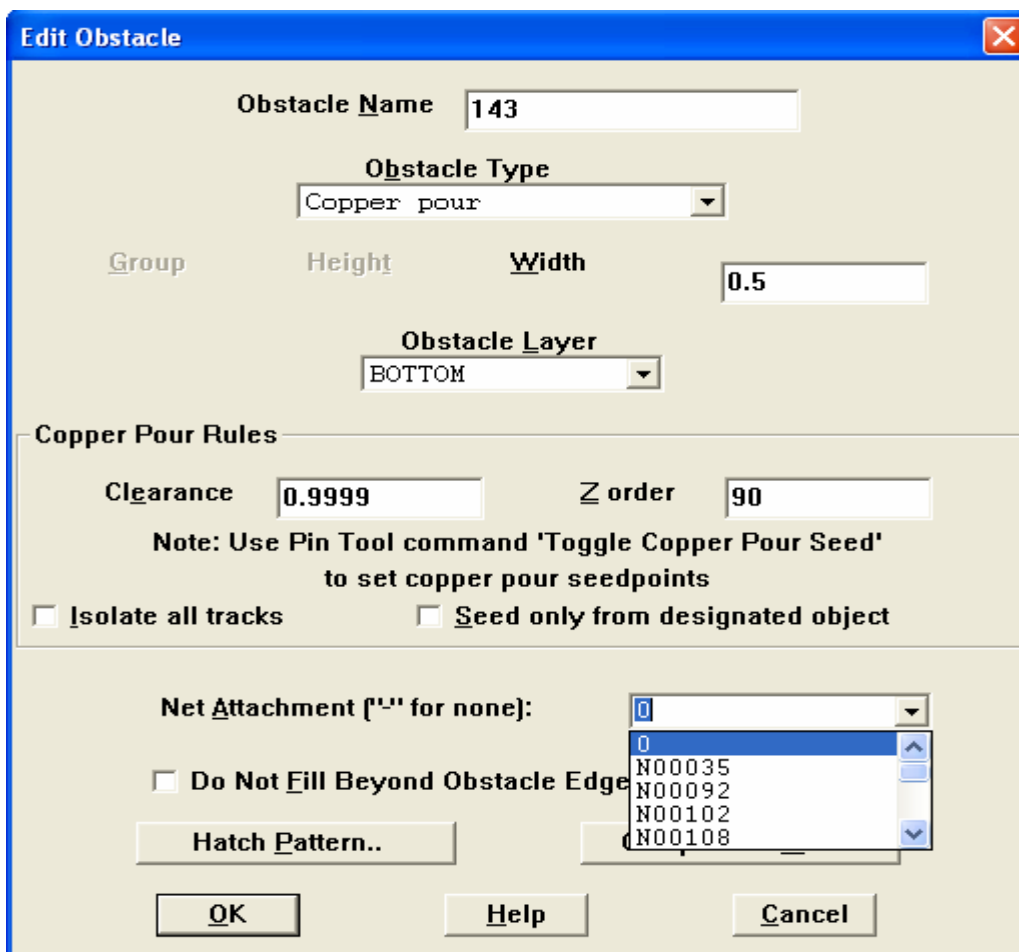 Edit Obstacle
Obstacle Name 143
Obstacle Type
Copper pour
Group Height Width 0.5
Obstacle Layer
BOTTOM
Copper Pour Rules
Clearance 0.9999 Z order 90
Note: Use Pin Tool command 'Toggle Copper Pour Seed'
to set copper pour seedpoints
Isolate all tracks Seed only from designated object
Net Attachment ("-" for none): 0
0
N00035
Do Not Fill Beyond Obstacle Edge N00092
N00102
Hatch Pattern.. N00108
OK Help Cancel